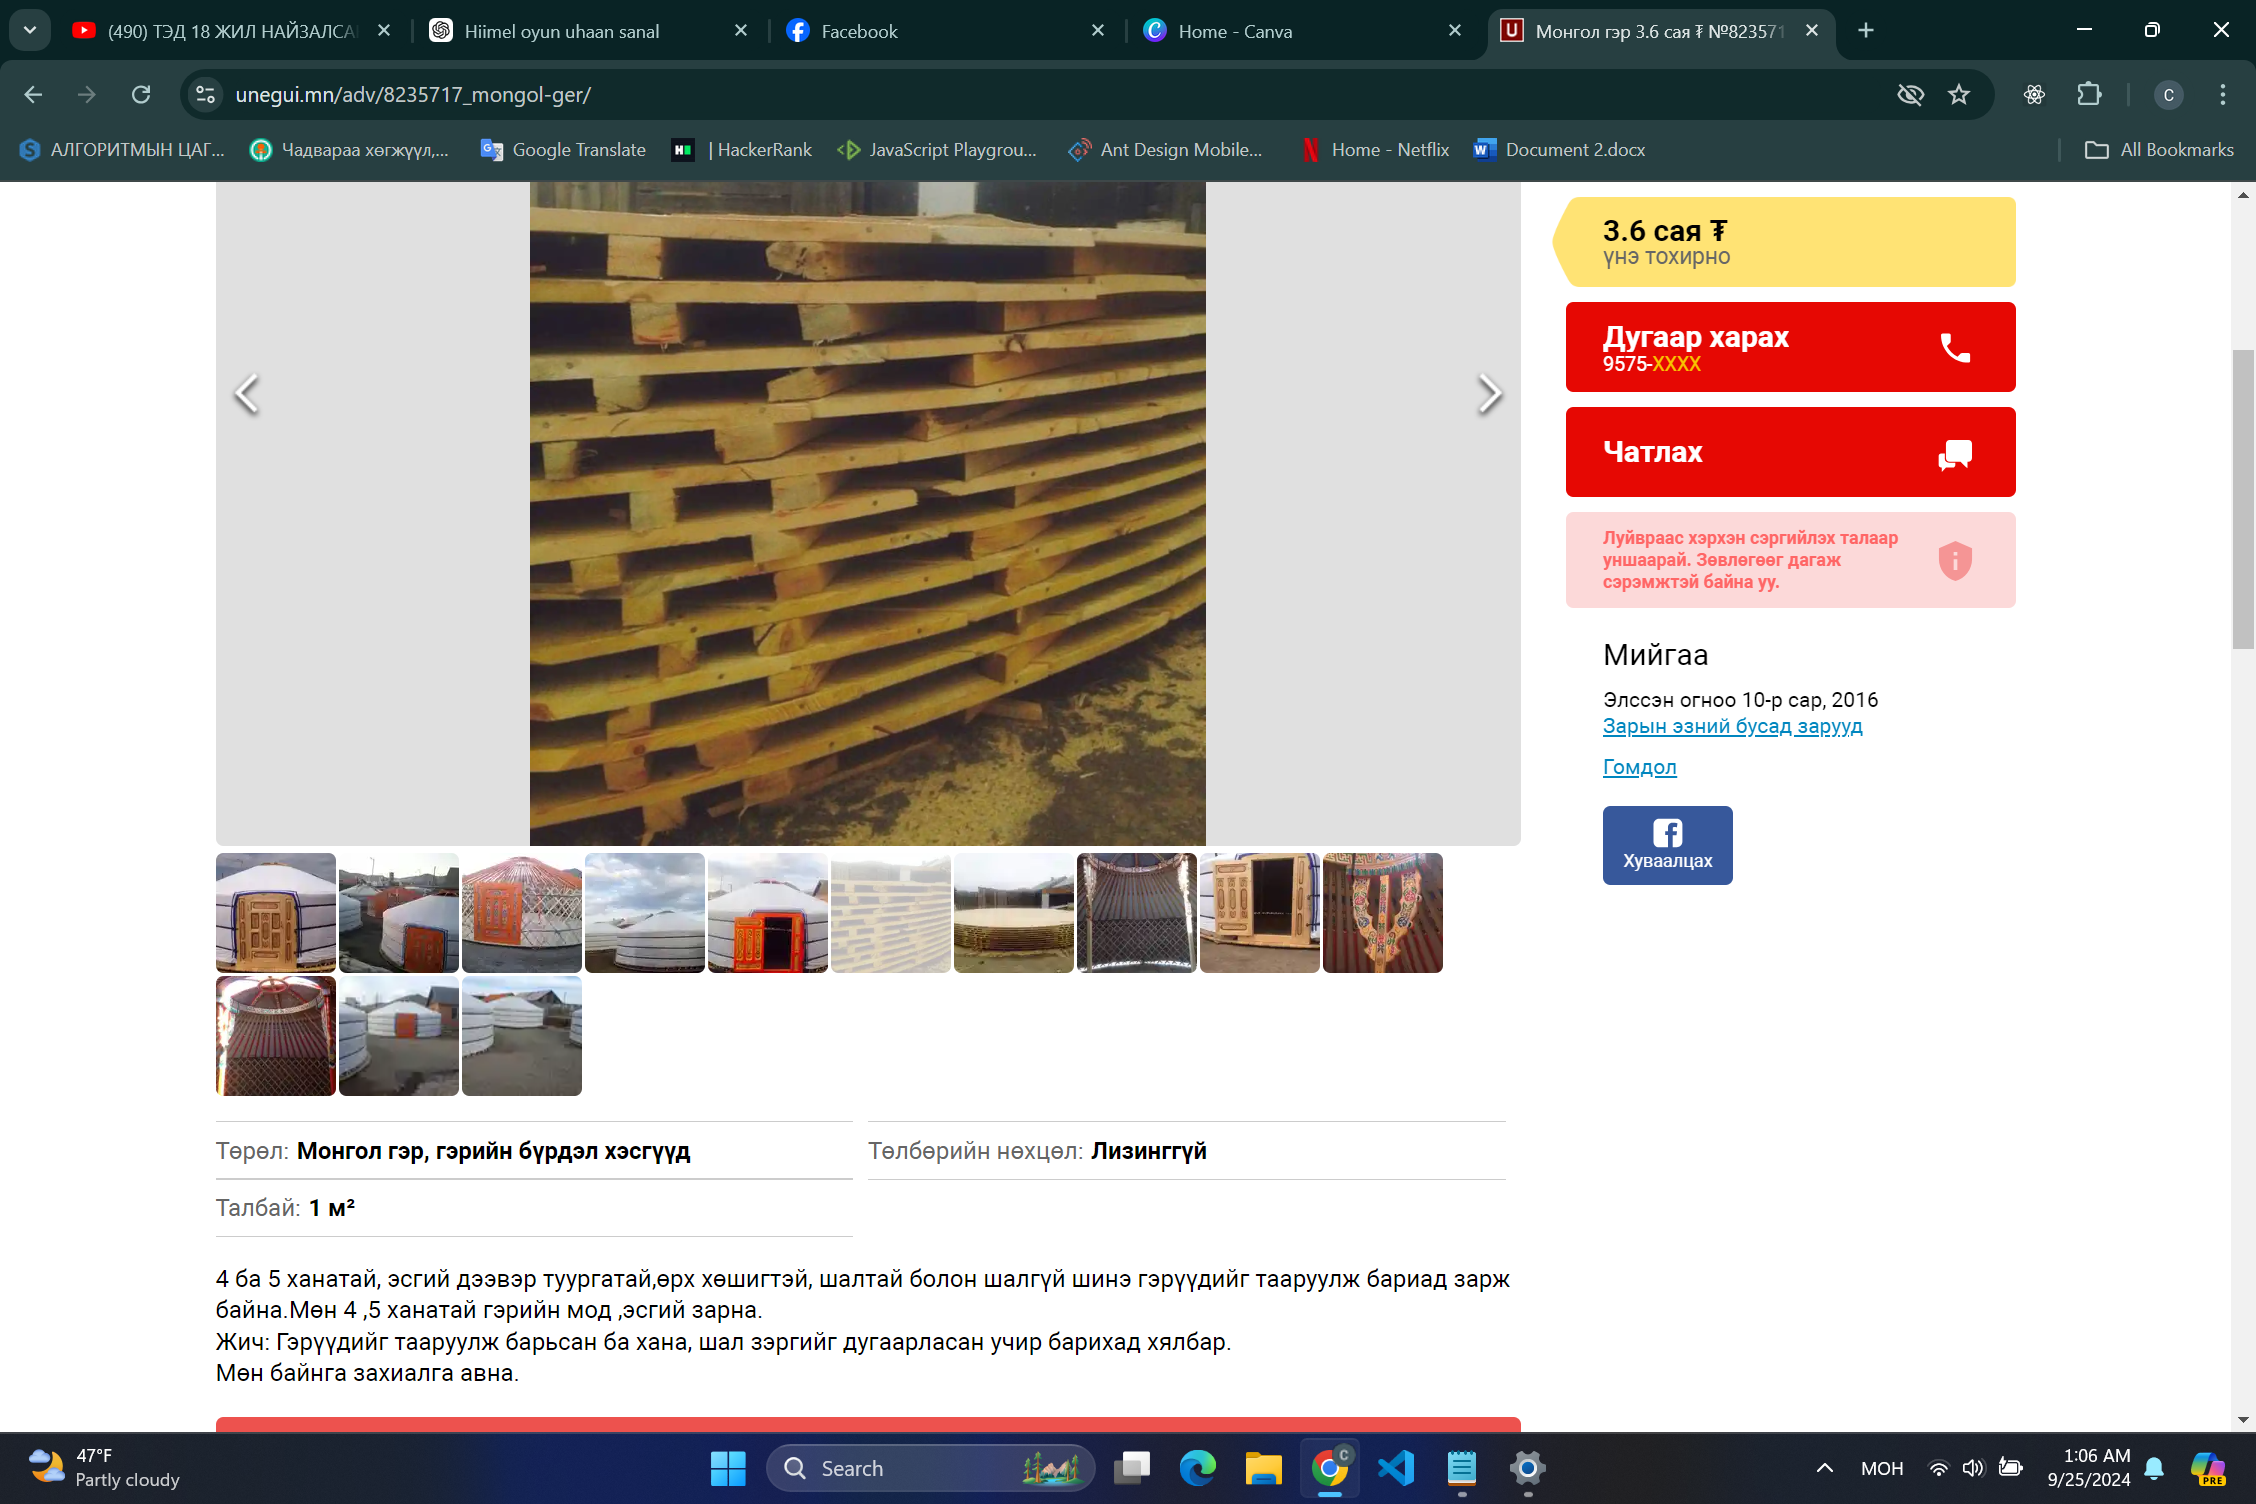 (490) ТЭД 18 ЖИЛ НАЙЗАЛСА
Hiimel oyun uhaan sanal
Facebook
Home - Canva
Монгол гэр 3.6 сая ₮ №823571
unegui.mn/adv/8235717_mongol-ger/
C
АЛГОРИТМЫН ЦАГ...
Чадвараа хөгжүүл,...
Google Translate
| HackerRank
JavaScript Playgrou...
Ant Design Mobile...
Home - Netflix
Document 2.docx
All Bookmarks
3.6 сая ₮
үнэ тохирно
Дугаар харах
9575-XXXX
Чатлах
Луйвраас хэрхэн сэргийлэх талаар
уншаарай. Зөвлөгөөг дагаж
сэрэмжтэй байна уу.
Мийгаа
Элссэн огноо 10-р сар, 2016
Зарын эзний бусад зарууд
Гомдол
Хуваалцах
Төрөл: Монгол гэр, гэрийн бүрдэл хэсгүүд
Төлбөрийн нөхцөл: Лизинггүй
Талбай: 1 м²
4 ба 5 ханатай, эсгий дээвэр туургатай,өрх хөшигтэй, шалтай болон шалгүй шинэ гэрүүдийг тааруулж бариад зарж
байна.Мөн 4 ,5 ханатай гэрийн мод ,эсгий зарна.
Жич: Гэрүүдийг тааруулж барьсан ба хана, шал зэргийг дугаарласан учир барихад хялбар.
Мөн байнга захиалга авна.
47°F
Partly cloudy
Search
C
МОН
1:06 AM
9/25/2024
PRE